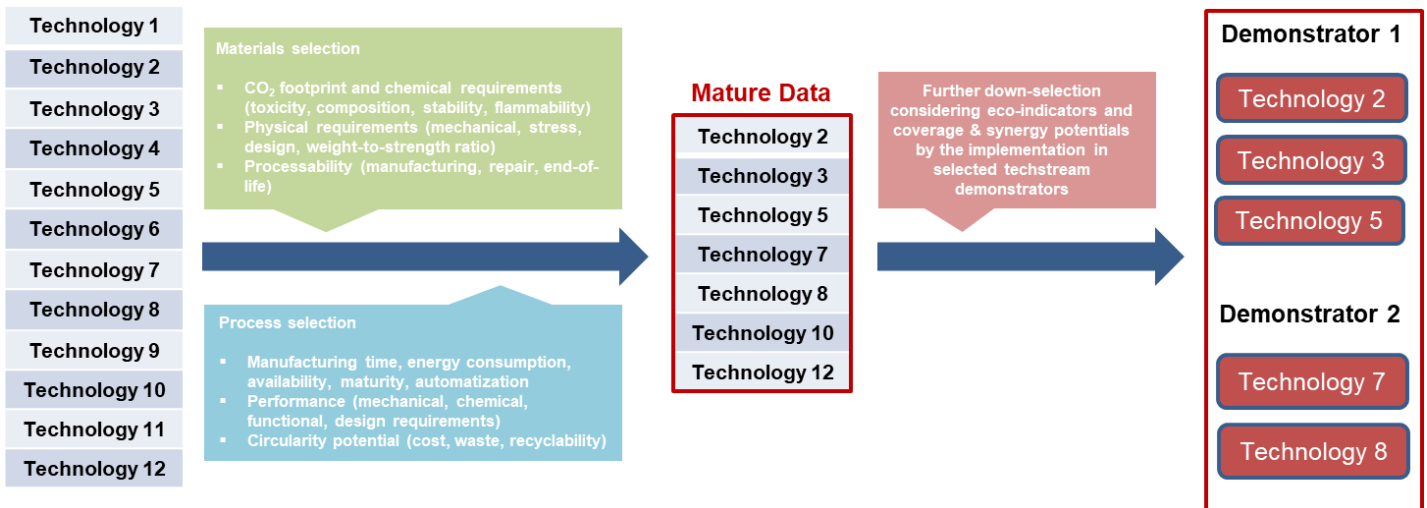 Technology 1
Technology 2
Technology 3
Technology 4
Technology 5
Technology 6
Technology 7
Technology 8
Technology 9
Technology 10
Technology 11
Technology 12
Materials selection
▪ CO₂ footprint and chemical requirements
(toxicity, composition, stability, flammability)
▪ Physical requirements (mechanical, stress,
design, weight-to-strength ratio)
▪ Processability (manufacturing, repair, end-of-
life)
Process selection
▪ Manufacturing time, energy consumption,
availability, maturity, automatization
▪ Performance (mechanical, chemical,
functional, design requirements)
▪ Circularity potential (cost, waste, recyclability)
Mature Data
Technology 2
Technology 3
Technology 5
Technology 7
Technology 8
Technology 10
Technology 12
Further down-selection
considering eco-indicators and
coverage & synergy potentials
by the implementation in
selected techstream
demonstrators
Demonstrator 1
Technology 2
Technology 3
Technology 5
Demonstrator 2
Technology 7
Technology 8